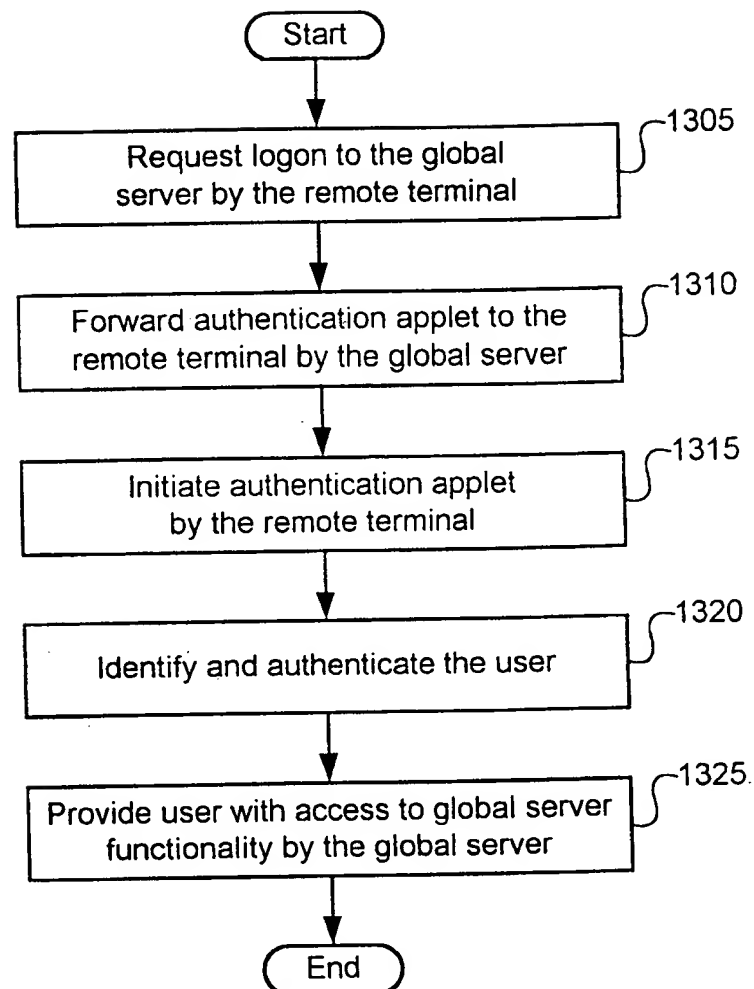 Start
1305
Request logon to the global
server by the remote terminal
1310
Forward authentication applet to the
remote terminal by the global server
1315
Initiate authentication applet
by the remote terminal
1320
Identify and authenticate the user
1325
Provide user with access to global server
functionality by the global server
End